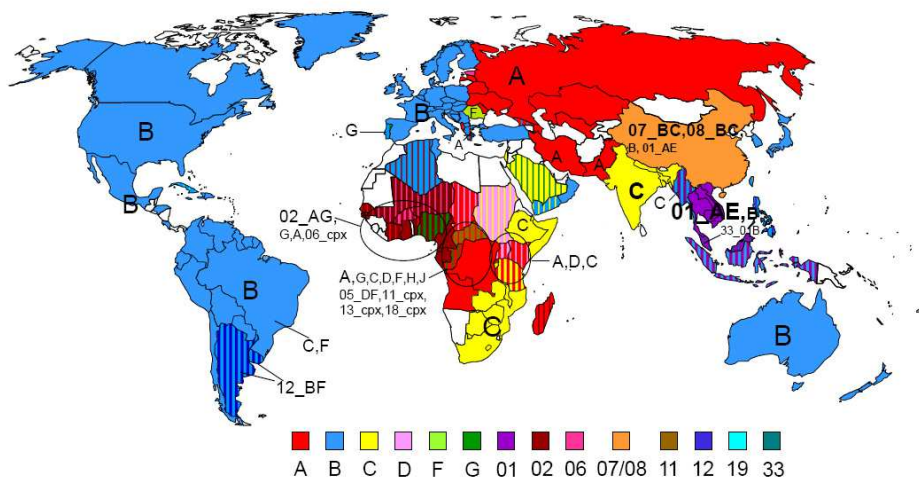 A
B
F
B
G
07_BC,08_BC
B, 01_AE
A
A
A
B
C
C
01_AE,B
33_01B
02_AG,
G,A,06_cpx
C
A,D,C
B
A,G,C,D,F,H,J
05_DF,11_cpx,
13_cpx,18_cpx
C
B
C,F
12_BF
A B C D F G 01 02 06 07/08 11 12 19 33